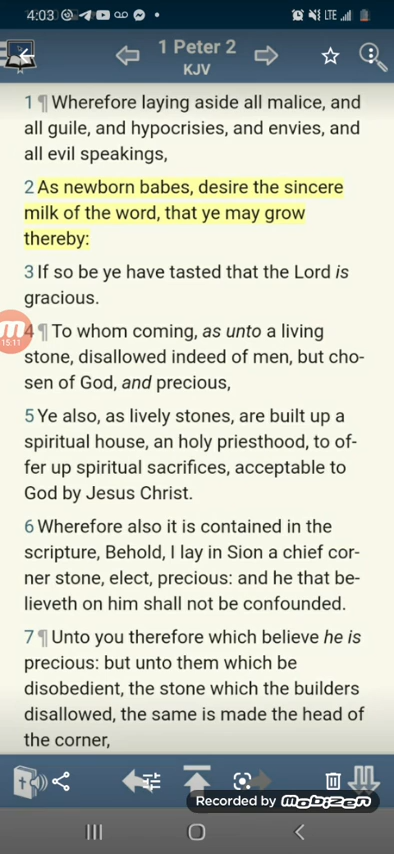 4:03 LTE
1 Peter 2
KJV
1 ¶ Wherefore laying aside all malice, and
all guile, and hypocrisies, and envies, and
all evil speakings,
2 As newborn babes, desire the sincere
milk of the word, that ye may grow
thereby:
3 If so be ye have tasted that the Lord is
gracious.
4 ¶ To whom coming, as unto a living
stone, disallowed indeed of men, but cho-
sen of God, and precious,
15:11
5 Ye also, as lively stones, are built up a
spiritual house, an holy priesthood, to of-
fer up spiritual sacrifices, acceptable to
God by Jesus Christ.
6 Wherefore also it is contained in the
scripture, Behold, I lay in Sion a chief cor-
ner stone, elect, precious: and he that be-
lieveth on him shall not be confounded.
7 ¶ Unto you therefore which believe he is
precious: but unto them which be
disobedient, the stone which the builders
disallowed, the same is made the head of
the corner,
Recorded by mobizen